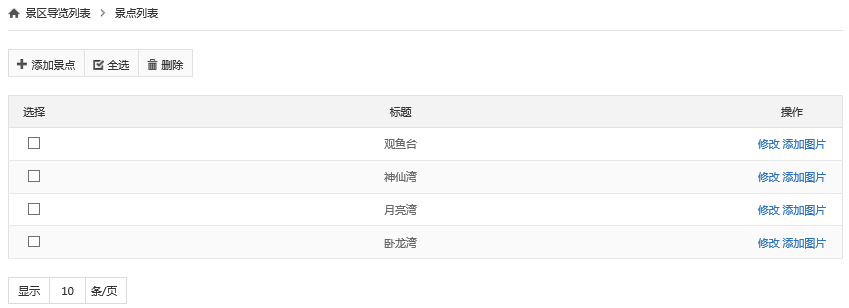 景区导览列表 > 景点列表
添加景点 全选 删除
选择 标题 操作
观鱼台 修改 添加图片
神仙湾 修改 添加图片
月亮湾 修改 添加图片
卧龙湾 修改 添加图片
显示 10 条/页